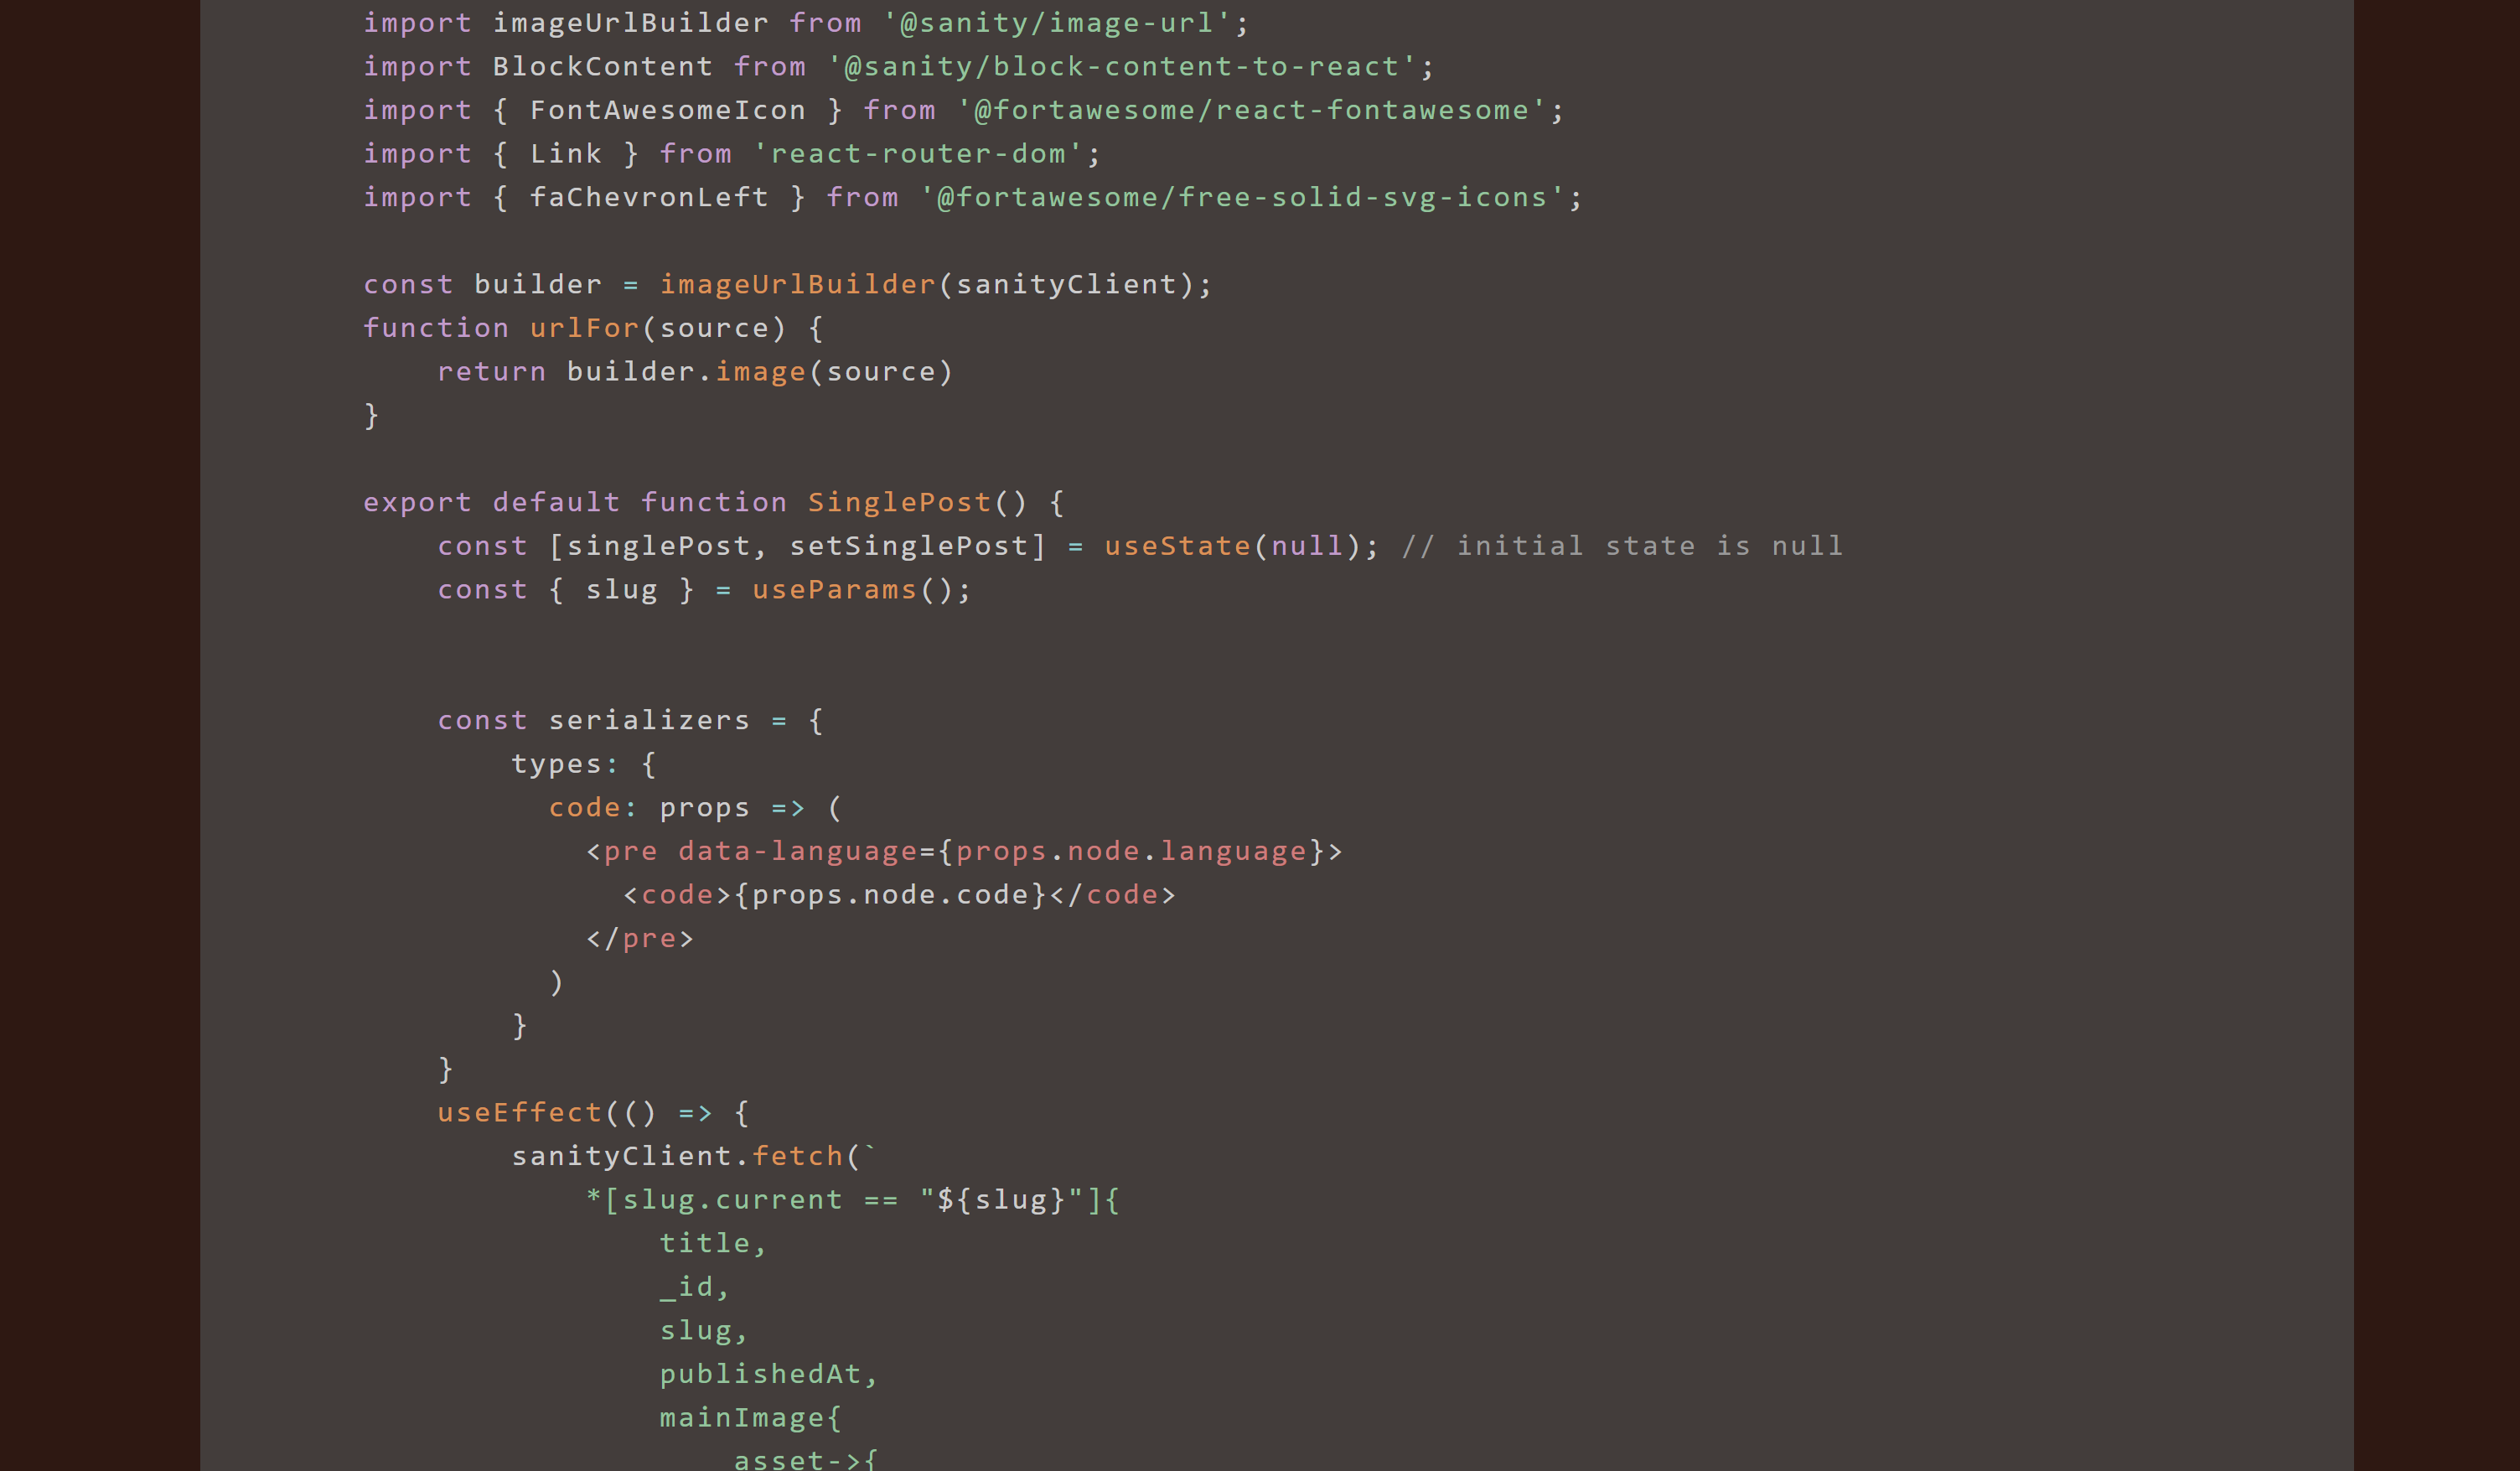 import imageUrlBuilder from '@sanity/image-url';
import BlockContent from '@sanity/block-content-to-react';
import { FontAwesomeIcon } from '@fortawesome/react-fontawesome';
import { Link } from 'react-router-dom';
import { faChevronLeft } from '@fortawesome/free-solid-svg-icons';

const builder = imageUrlBuilder(sanityClient);
function urlFor(source) {
    return builder.image(source)
}

export default function SinglePost() {
    const [singlePost, setSinglePost] = useState(null); // initial state is null
    const { slug } = useParams();


    const serializers = {
        types: {
          code: props => (
            <pre data-language={props.node.language}>
              <code>{props.node.code}</code>
            </pre>
          )
        }
    }
    useEffect(() => {
        sanityClient.fetch(`
            *[slug.current == "${slug}"]{
                title,
                _id,
                slug,
                publishedAt,
                mainImage{
                    asset->{